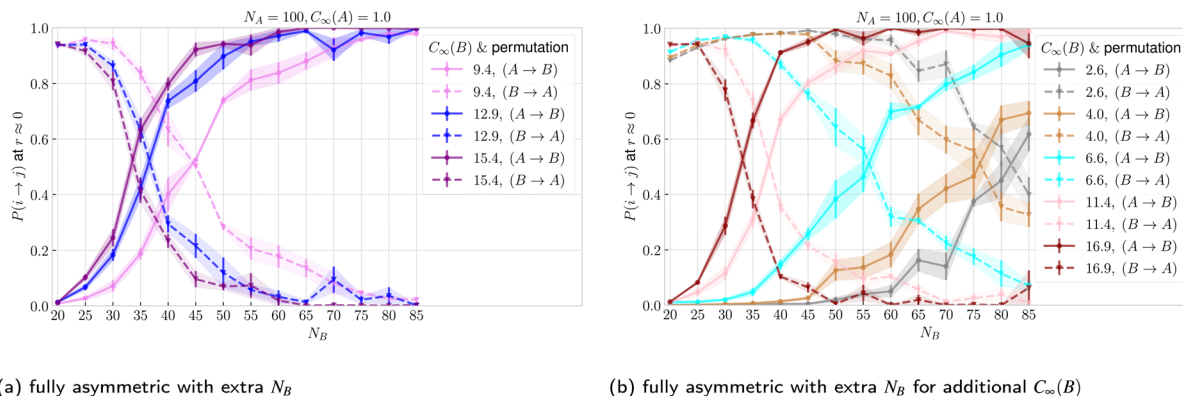 N_A = 100, C_∞(A) = 1.0
P(i → j) at r ≈ 0
1.0
0.8
0.6
0.4
0.2
0.0
20 25 30 35 40 45 50 55 60 65 70 75 80 85
N_B
C_∞(B) & permutation
9.4, (A → B)
9.4, (B → A)
12.9, (A → B)
12.9, (B → A)
15.4, (A → B)
15.4, (B → A)
(a) fully asymmetric with extra N_B
N_A = 100, C_∞(A) = 1.0
P(i → j) at r ≈ 0
1.0
0.8
0.6
0.4
0.2
0.0
20 25 30 35 40 45 50 55 60 65 70 75 80 85
N_B
C_∞(B) & permutation
2.6, (A → B)
2.6, (B → A)
4.0, (A → B)
4.0, (B → A)
6.6, (A → B)
6.6, (B → A)
11.4, (A → B)
11.4, (B → A)
16.9, (A → B)
16.9, (B → A)
(b) fully asymmetric with extra N_B for additional C_∞(B)